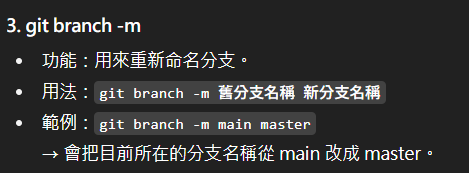 3. git branch -m
• 功能：用來重新命名分支。
• 用法：git branch -m 舊分支名稱 新分支名稱
• 範例：git branch -m main master
→ 會把目前所在的分支名稱從 main 改成 master。